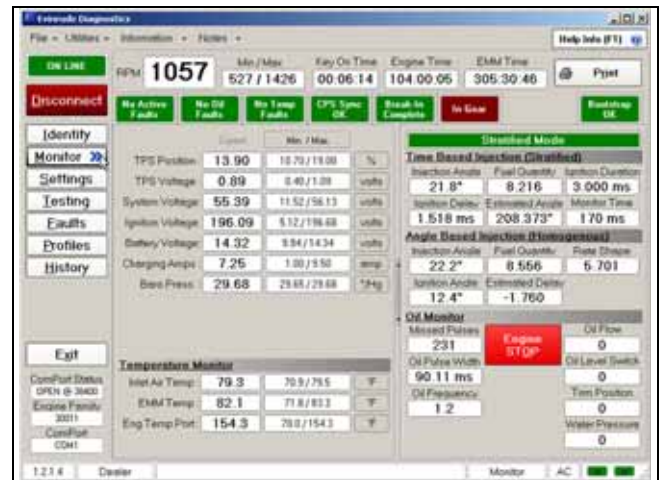 Evinrude Diagnostics
File Utilities Information Notes
Help Info (F1)
ON LINE
RPM 1057
Min / Max
527 / 1426
Key On Time
00:06:14
Engine Time
104:00:05
EMM Time
305:30:46
Print
Disconnect
No Active Faults
No Oil Faults
No Temp Faults
CPS Sync OK
Break-In Complete
In Gear
Bootstrap OK
Identity
Monitor
Settings
Testing
Faults
Profiles
History
Exit
ComPort Status
OPEN @ 38400
Engine Family
30011
ComPort
COM1
Current Min. / Max.
TPS Position 13.90 10.70 / 19.00 %
TPS Voltage 0.89 0.40 / 1.09 volts
System Voltage 55.39 11.52 / 56.13 volts
Ignition Voltage 196.09 volts
Battery Voltage 14.32 9.84 / 14.34 volts
Charging Amps 7.25 1.00 / 9.50 amp
Baro Press 29.68 29.68 / 29.68 "/Hg
Temperature Monitor
Inlet Air Temp 79.3 70.9 / 79.5 °F
EMM Temp 82.1 71.8 / 83.3 °F
Eng Temp Port 154.3 70.0 / 154.3 °F
Stratified Mode
Time Based Injection (Stratified)
Injection Angle Fuel Quantity Ignition Duration
21.8° 8.216 3.000 ms
Ignition Delay Estimated Angle Monitor Time
1.518 ms 208.373° 170 ms
Angle Based Injection (Homogenous)
Injection Angle Fuel Quantity Rate Shape
22.2° 8.556 5.701
Ignition Angle Estimated Delay
12.4° -1.760
Oil Monitor
Missed Pulses
231
Engine STOP
Oil Flow
0
Oil Pulse Width
90.11 ms
Oil Level Switch
0
Oil Frequency
1.2
Trim Position
0
Water Pressure
0
1.2.1.4 Dealer Monitor AC